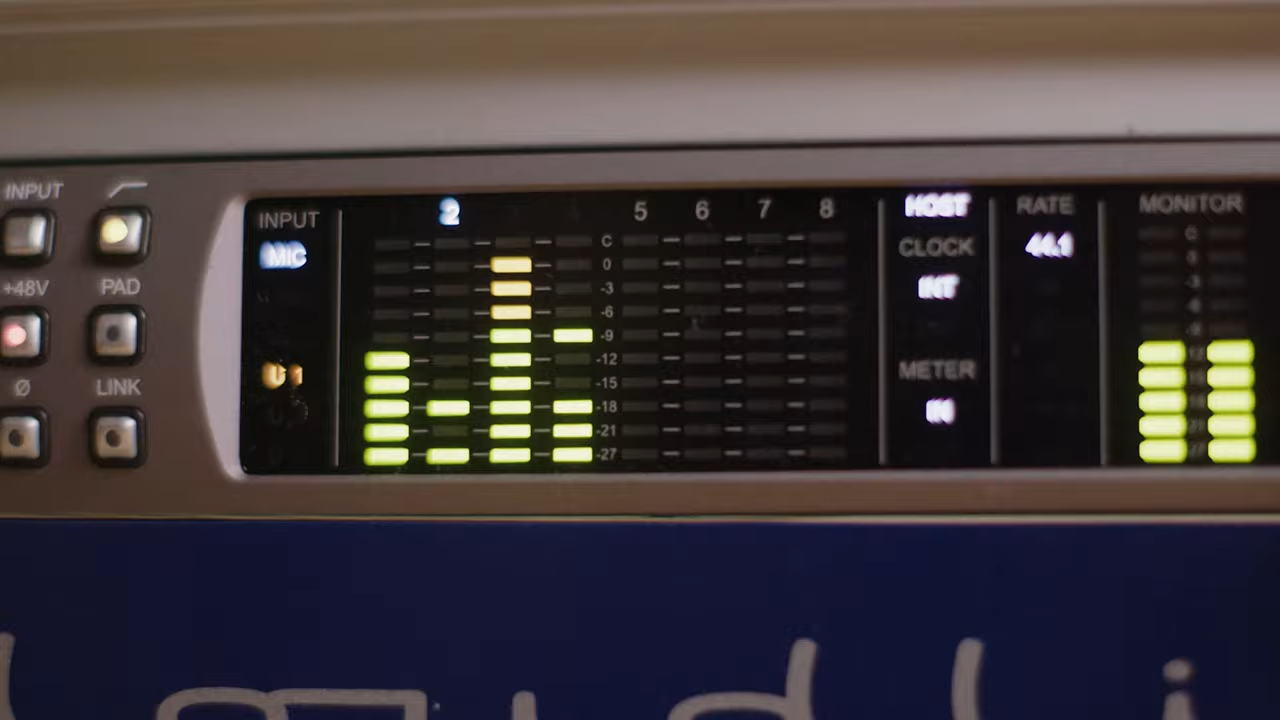 INPUT
+48V
PAD
Ø
LINK
INPUT
MIC
2
5 6 7 8
C
0
-3
-6
-9
-12
-15
-18
-21
-27
HOST
CLOCK
INT
METER
IN
RATE
44.1
MONITOR